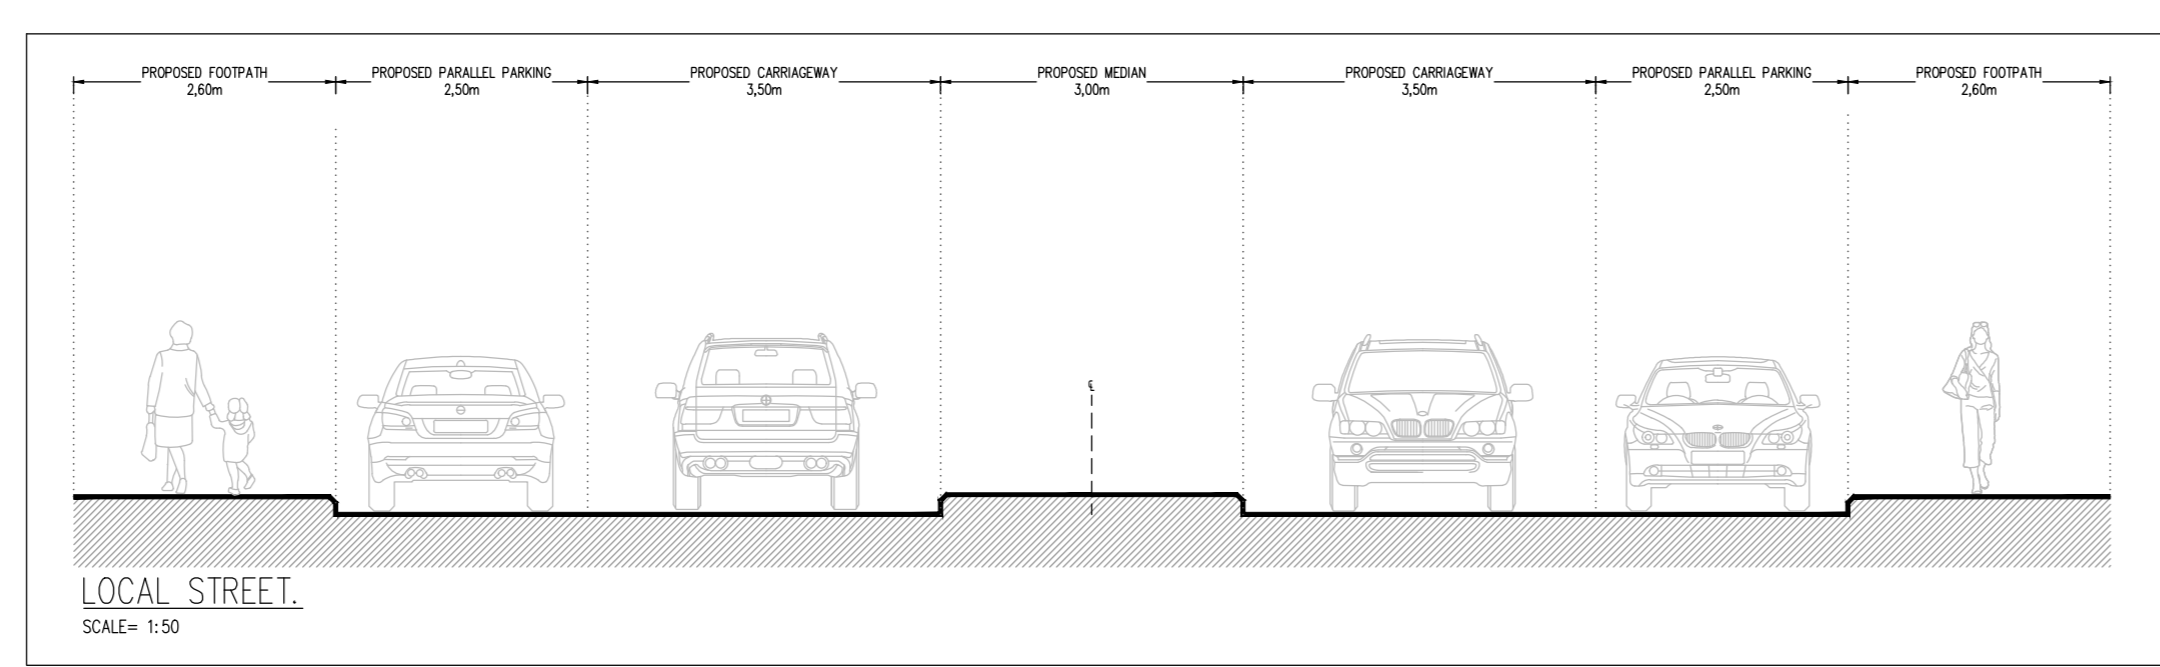 PROPOSED FOOTPATH
2,60m
PROPOSED PARALLEL PARKING
2,50m
PROPOSED CARRIAGEWAY
3,50m
PROPOSED MEDIAN
3,00m
PROPOSED CARRIAGEWAY
3,50m
PROPOSED PARALLEL PARKING
2,50m
PROPOSED FOOTPATH
2,60m
℄
LOCAL STREET.
SCALE= 1:50